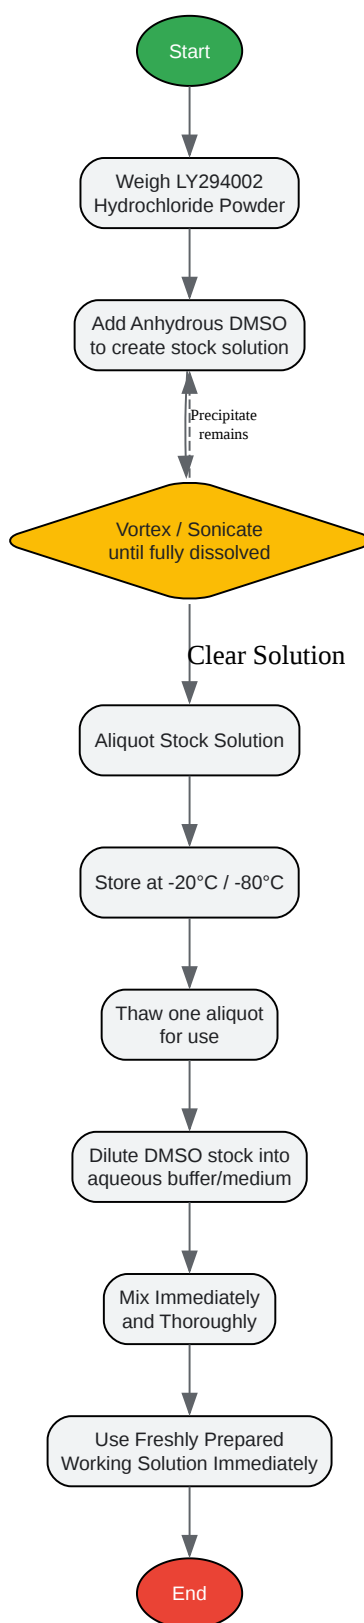 Start
Weigh LY294002
Hydrochloride Powder
Add Anhydrous DMSO
to create stock solution
Precipitate
remains
Vortex / Sonicate
until fully dissolved
Clear Solution
Aliquot Stock Solution
Store at -20°C / -80°C
Thaw one aliquot
for use
Dilute DMSO stock into
aqueous buffer/medium
Mix Immediately
and Thoroughly
Use Freshly Prepared
Working Solution Immediately
End